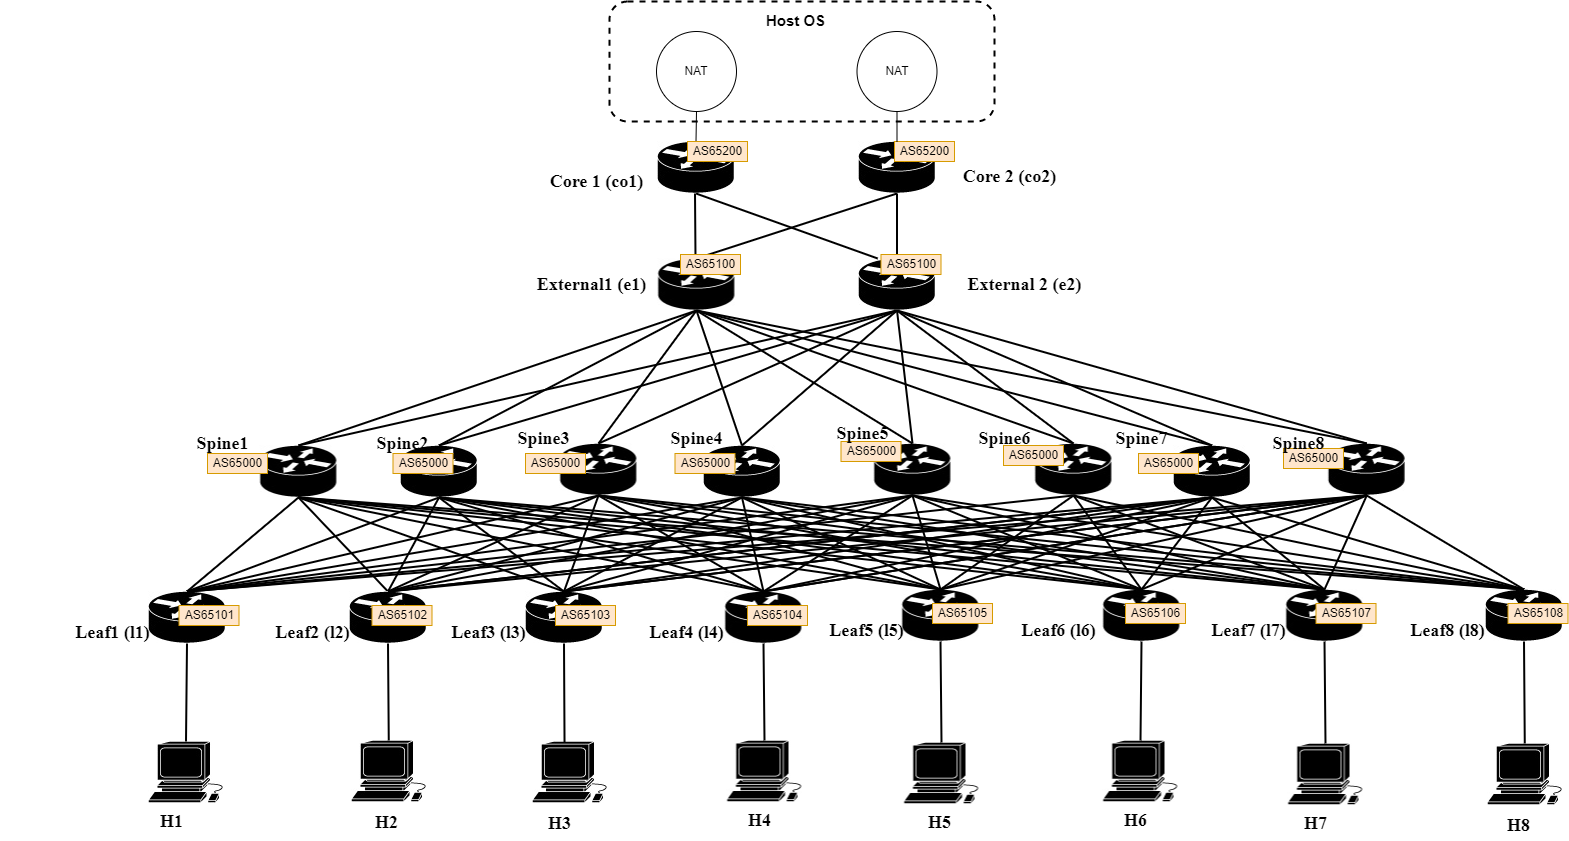 Host OS
NAT
NAT
AS65200
AS65200
Core 1 (co1)
Core 2 (co2)
AS65100
AS65100
External1 (e1)
External 2 (e2)
Spine1
Spine2
Spine3
Spine4
Spine5
Spine6
Spine7
Spine8
AS65000
AS65000
AS65000
AS65000
AS65000
AS65000
AS65000
AS65000
AS65101
AS65102
AS65103
AS65104
AS65105
AS65106
AS65107
AS65108
Leaf1 (l1)
Leaf2 (l2)
Leaf3 (l3)
Leaf4 (l4)
Leaf5 (l5)
Leaf6 (l6)
Leaf7 (l7)
Leaf8 (l8)
H1
H2
H3
H4
H5
H6
H7
H8